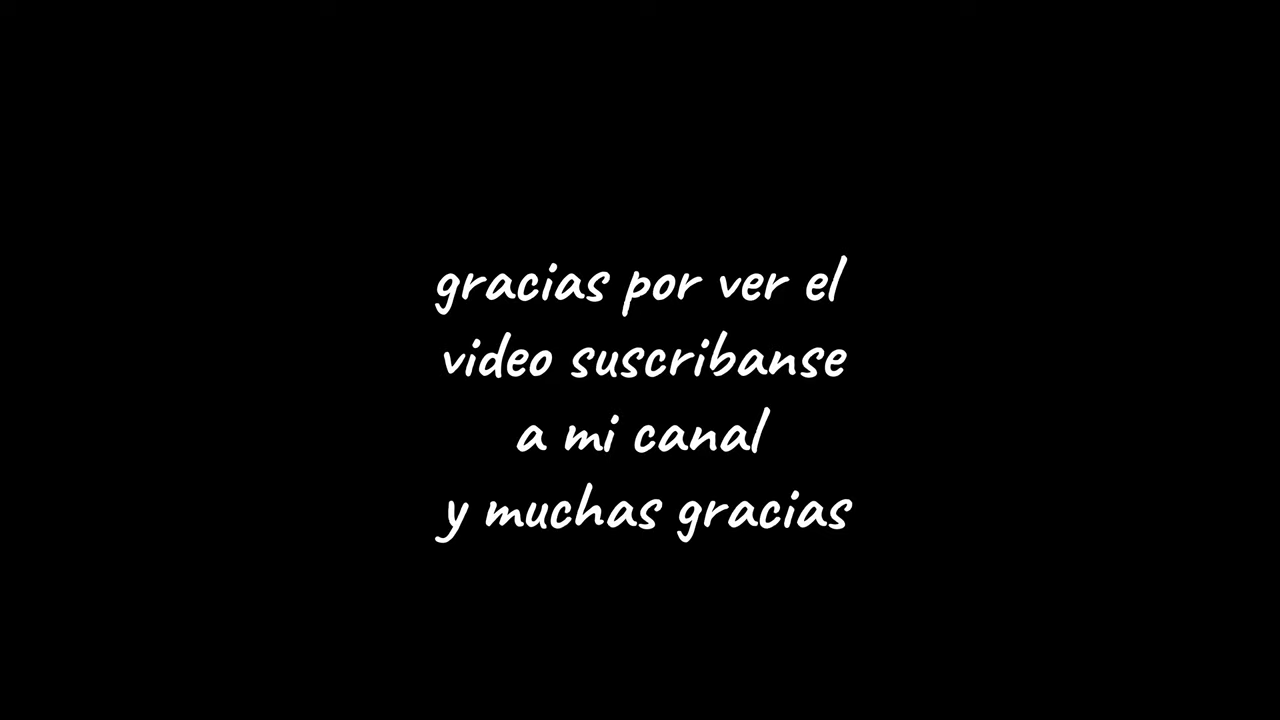 gracias por ver el
video suscribanse
a mi canal
y muchas gracias